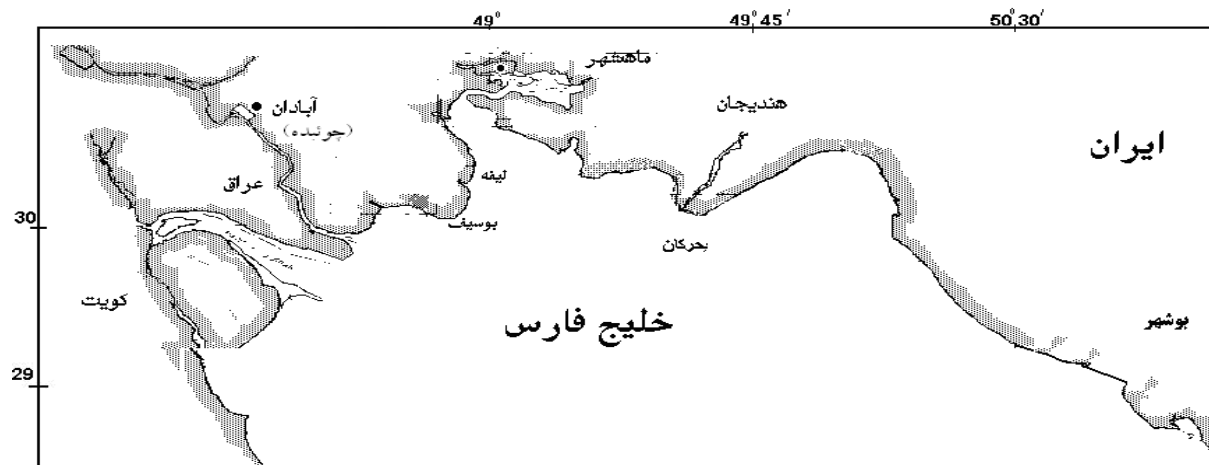 49° 49°45′ 50°30′
ماهشهر
هندیجان
آبادان
(چوئبده)
ایران
لیفه
عراق
بوسیف
30
بحرکان
کویت
خلیج فارس
بوشهر
29